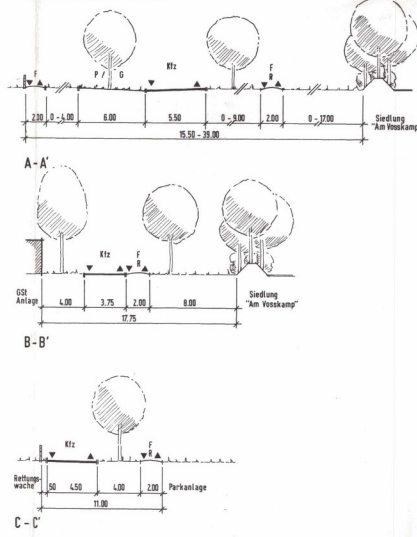 F
P / G
Kfz
F
R
2.00 0 - 4.00 6.00 5.50 0 - 9.00 2.00 0 - 17.00
15.50 - 39.00
Siedlung
"Am Vosskamp"
A - A'
Kfz
F
R
GSt
Anlage
4.00 3.75 2.00 8.00
17.75
Siedlung
"Am Vosskamp"
B - B'
Kfz
F
R
Rettungs
wache
50 4.50 4.00 2.00 Parkanlage
11.00
C - C'